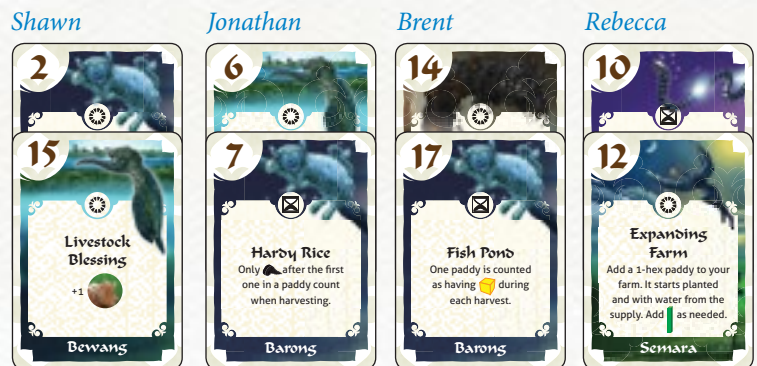 Shawn
Jonathan
Brent
Rebecca
2
6
14
10
15
Livestock
Blessing
+1
Bewang
7
Hardy Rice
Only after the first
one in a paddy count
when harvesting.
Barong
17
Fish Pond
One paddy is counted
as having during
each harvest.
Barong
12
Expanding
Farm
Add a 1-hex paddy to your
farm. It starts planted
and with water from the
supply. Add as needed.
Semara